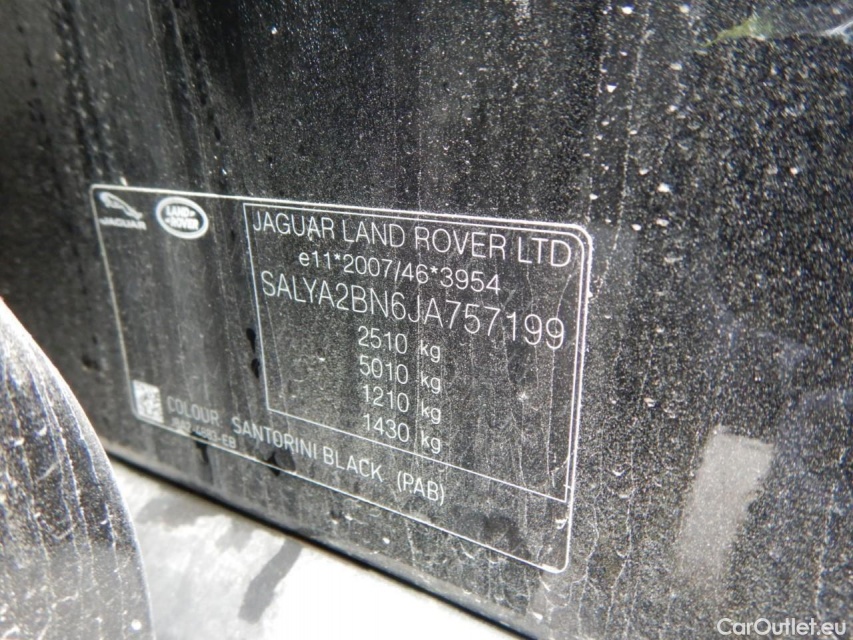 JAGUAR
LAND ROVER
JAGUAR LAND ROVER LTD
e11*2007/46*3954
SALYA2BN6JA757199
2510 kg
5010 kg
1210 kg
1430 kg
COLOUR SANTORINI BLACK (PAB)
CarOutlet.eu